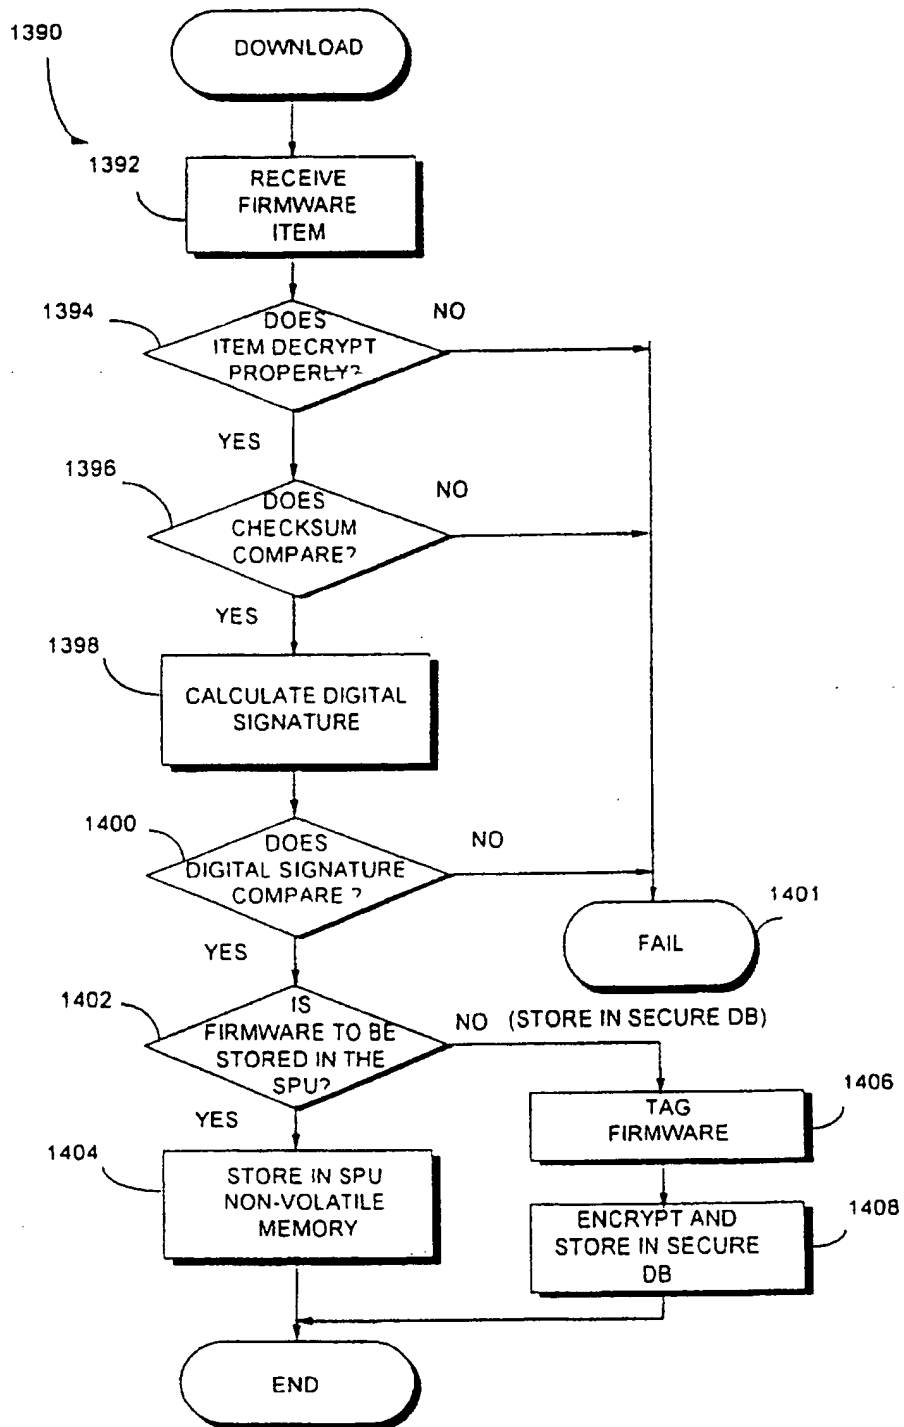 1390
DOWNLOAD
1392
RECEIVE
FIRMWARE
ITEM
1394
DOES
ITEM DECRYPT
PROPERLY?
NO
YES
1396
DOES
CHECKSUM
COMPARE?
NO
YES
1398
CALCULATE DIGITAL
SIGNATURE
1400
DOES
DIGITAL SIGNATURE
COMPARE ?
NO
1401
FAIL
YES
1402
IS
FIRMWARE TO BE
STORED IN THE
SPU?
NO (STORE IN SECURE DB)
YES
1406
TAG
FIRMWARE
1404
STORE IN SPU
NON-VOLATILE
MEMORY
1408
ENCRYPT AND
STORE IN SECURE
DB
END